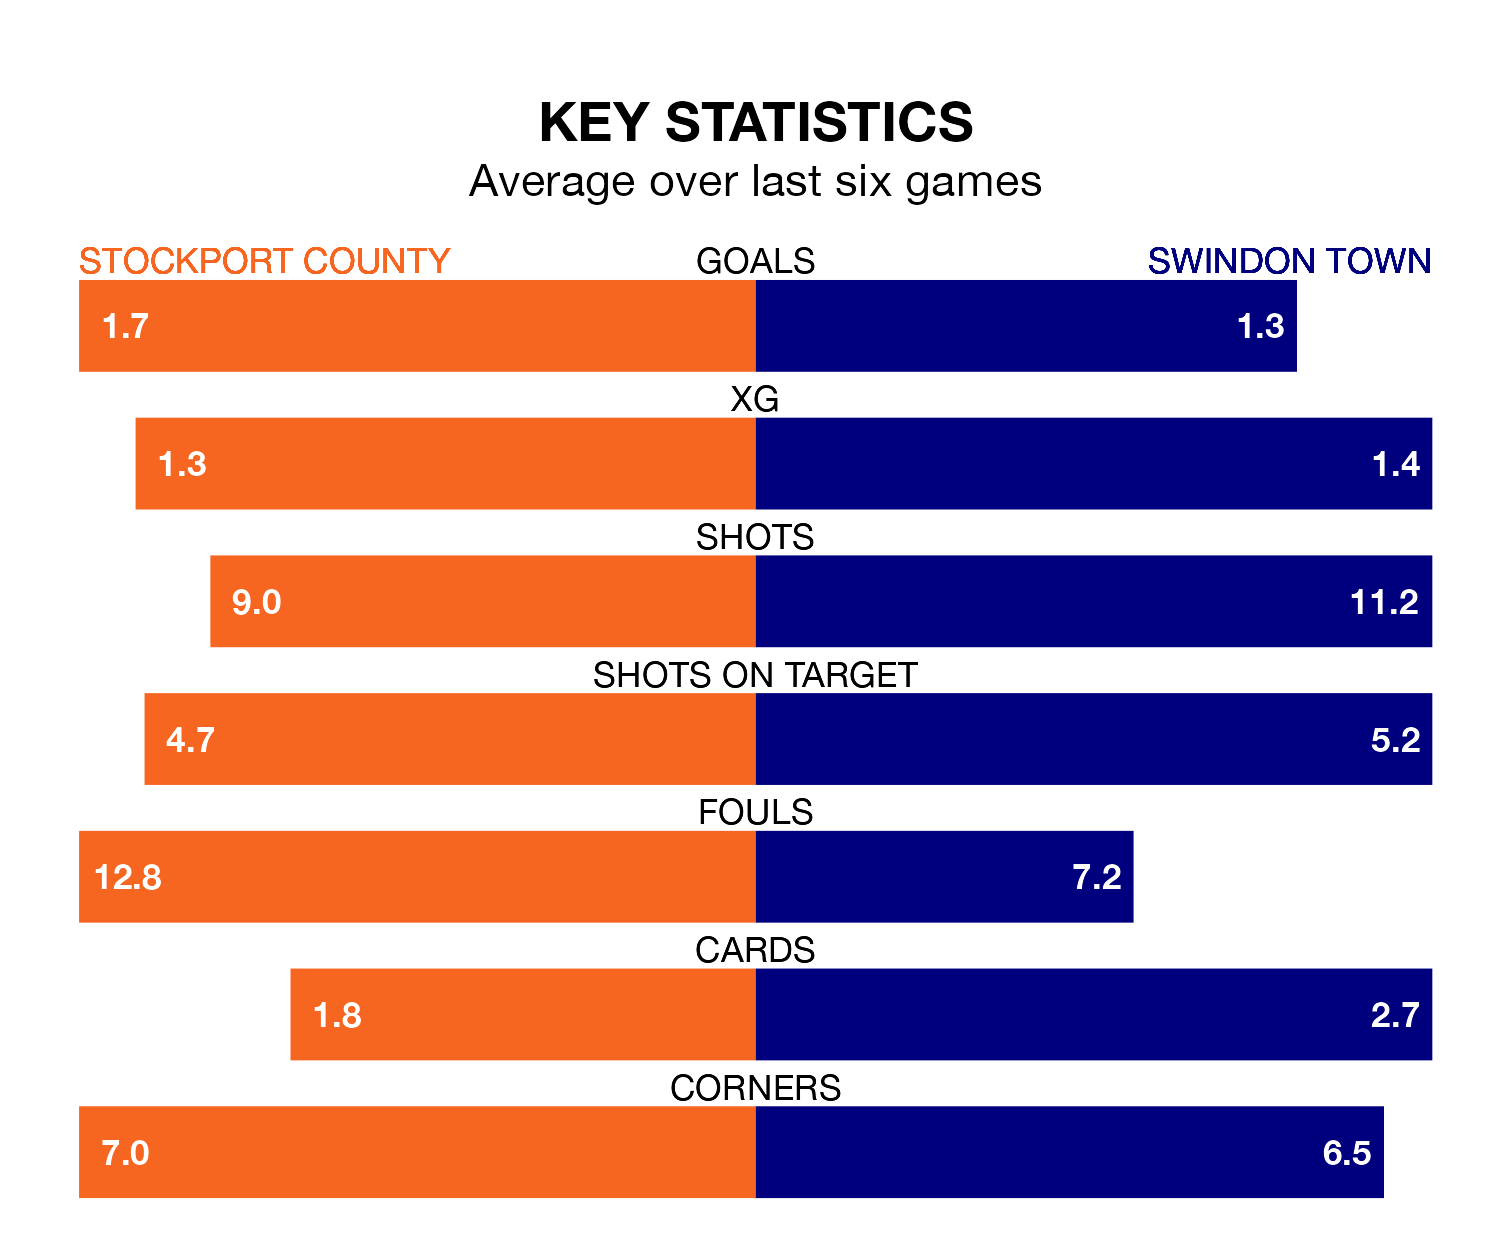 KEY STATISTICS
Average over last six games
STOCKPORT COUNTY GOALS SWINDON TOWN
1.7 1.3
XG
1.3 1.4
SHOTS
9.0 11.2
SHOTS ON TARGET
4.7 5.2
FOULS
12.8 7.2
CARDS
1.8 2.7
CORNERS
7.0 6.5